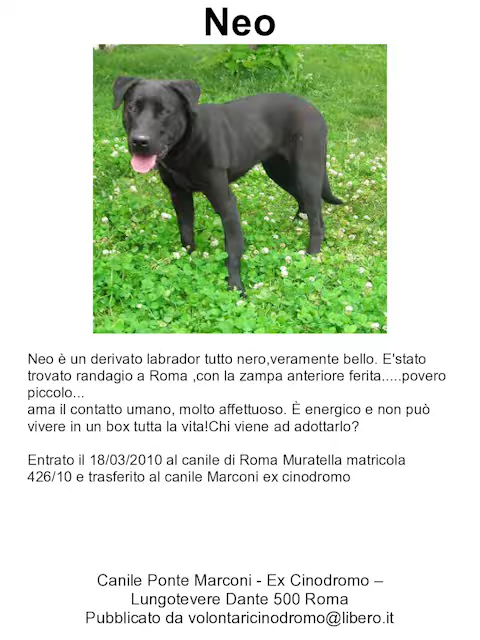 Neo
Neo è un derivato labrador tutto nero,veramente bello. E'stato
trovato randagio a Roma ,con la zampa anteriore ferita.....povero
piccolo...
ama il contatto umano, molto affettuoso. È energico e non può
vivere in un box tutta la vita!Chi viene ad adottarlo?
Entrato il 18/03/2010 al canile di Roma Muratella matricola
426/10 e trasferito al canile Marconi ex cinodromo
Canile Ponte Marconi - Ex Cinodromo –
Lungotevere Dante 500 Roma
Pubblicato da volontaricinodromo@libero.it